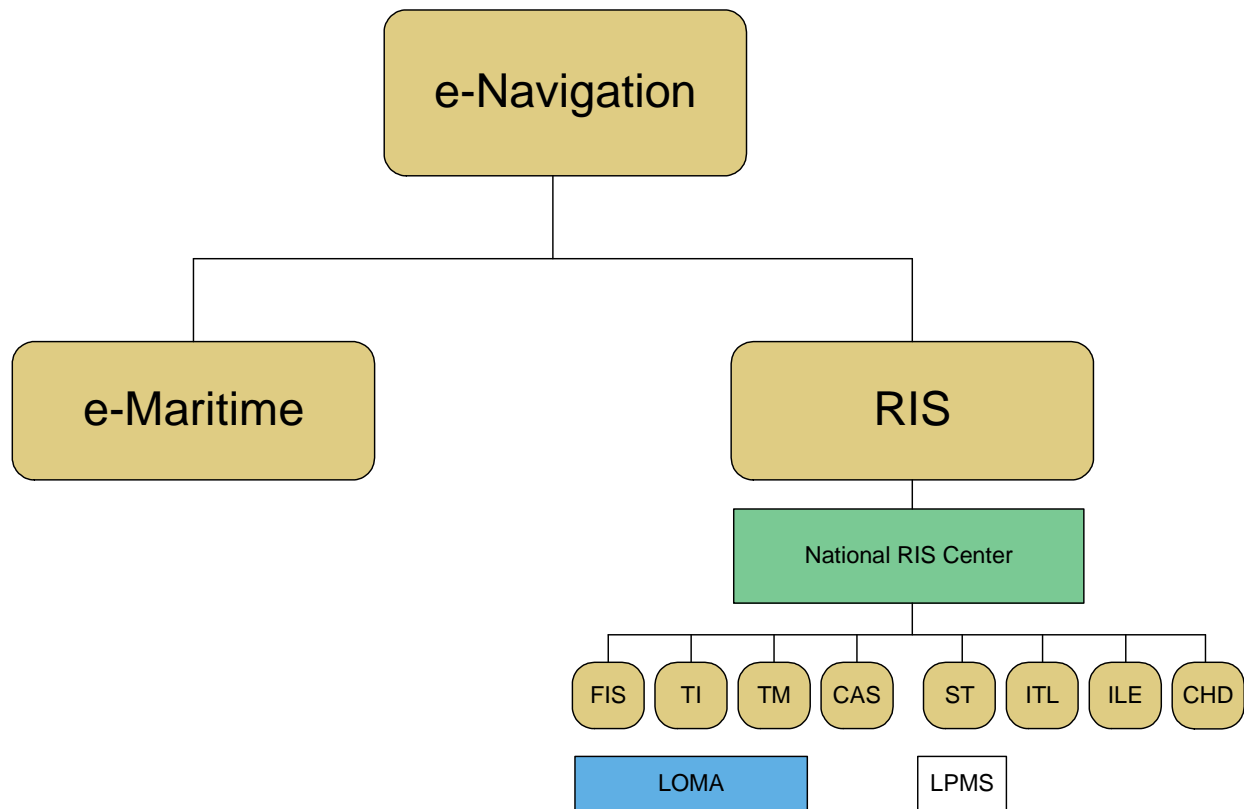 e-Navigation
e-Maritime
RIS
National RIS Center
FIS
TI
TM
CAS
ST
ITL
ILE
CHD
LOMA
LPMS